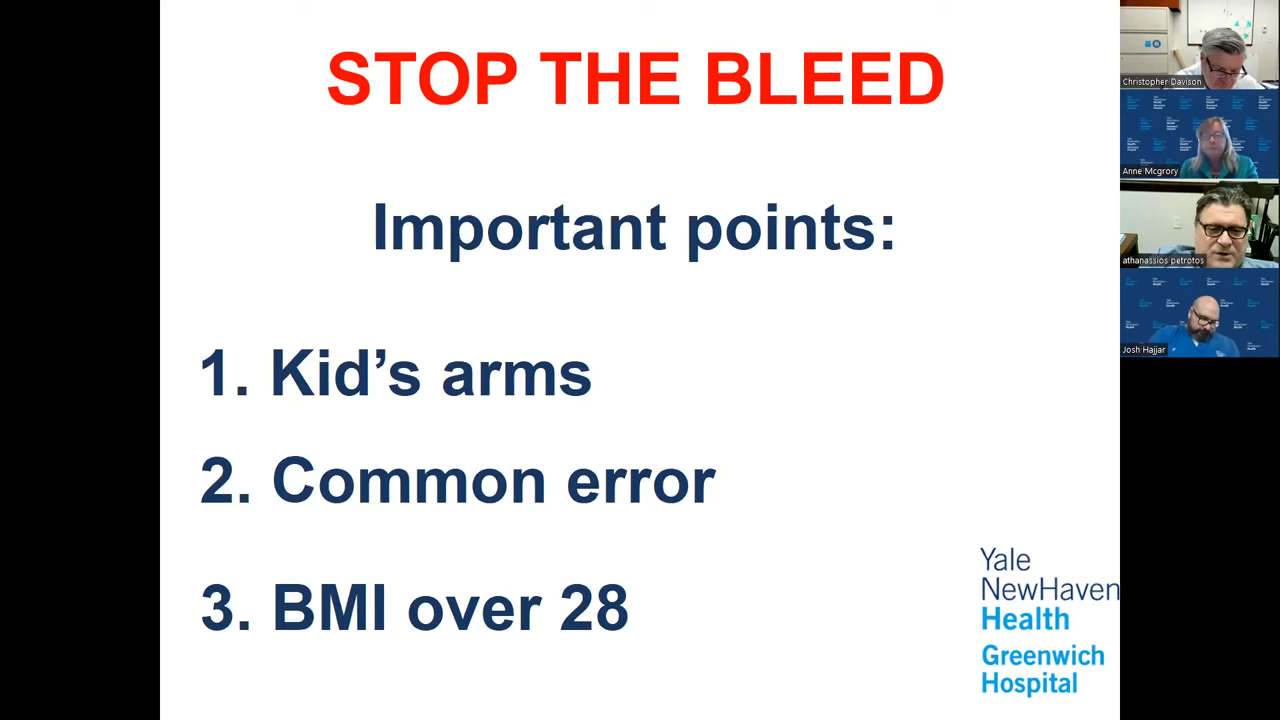 STOP THE BLEED
Important points:
1. Kid’s arms
2. Common error
3. BMI over 28
Yale
NewHaven
Health
Greenwich
Hospital
Christopher Davison
Anne Mcgrory
athanassios petrotos
Josh Hajjar